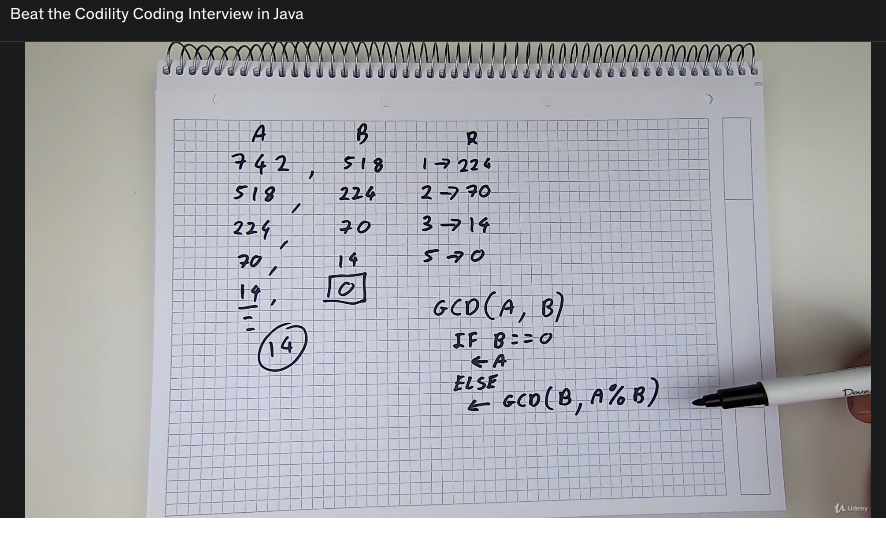 Beat the Codility Coding Interview in Java
A B R
742, 518 1→224
518, 224 2→70
224, 70 3→14
70, 14 5→0
14, 0
14
GCD(A, B)
IF B==0
← A
ELSE
← GCD(B, A%B)
Udemy